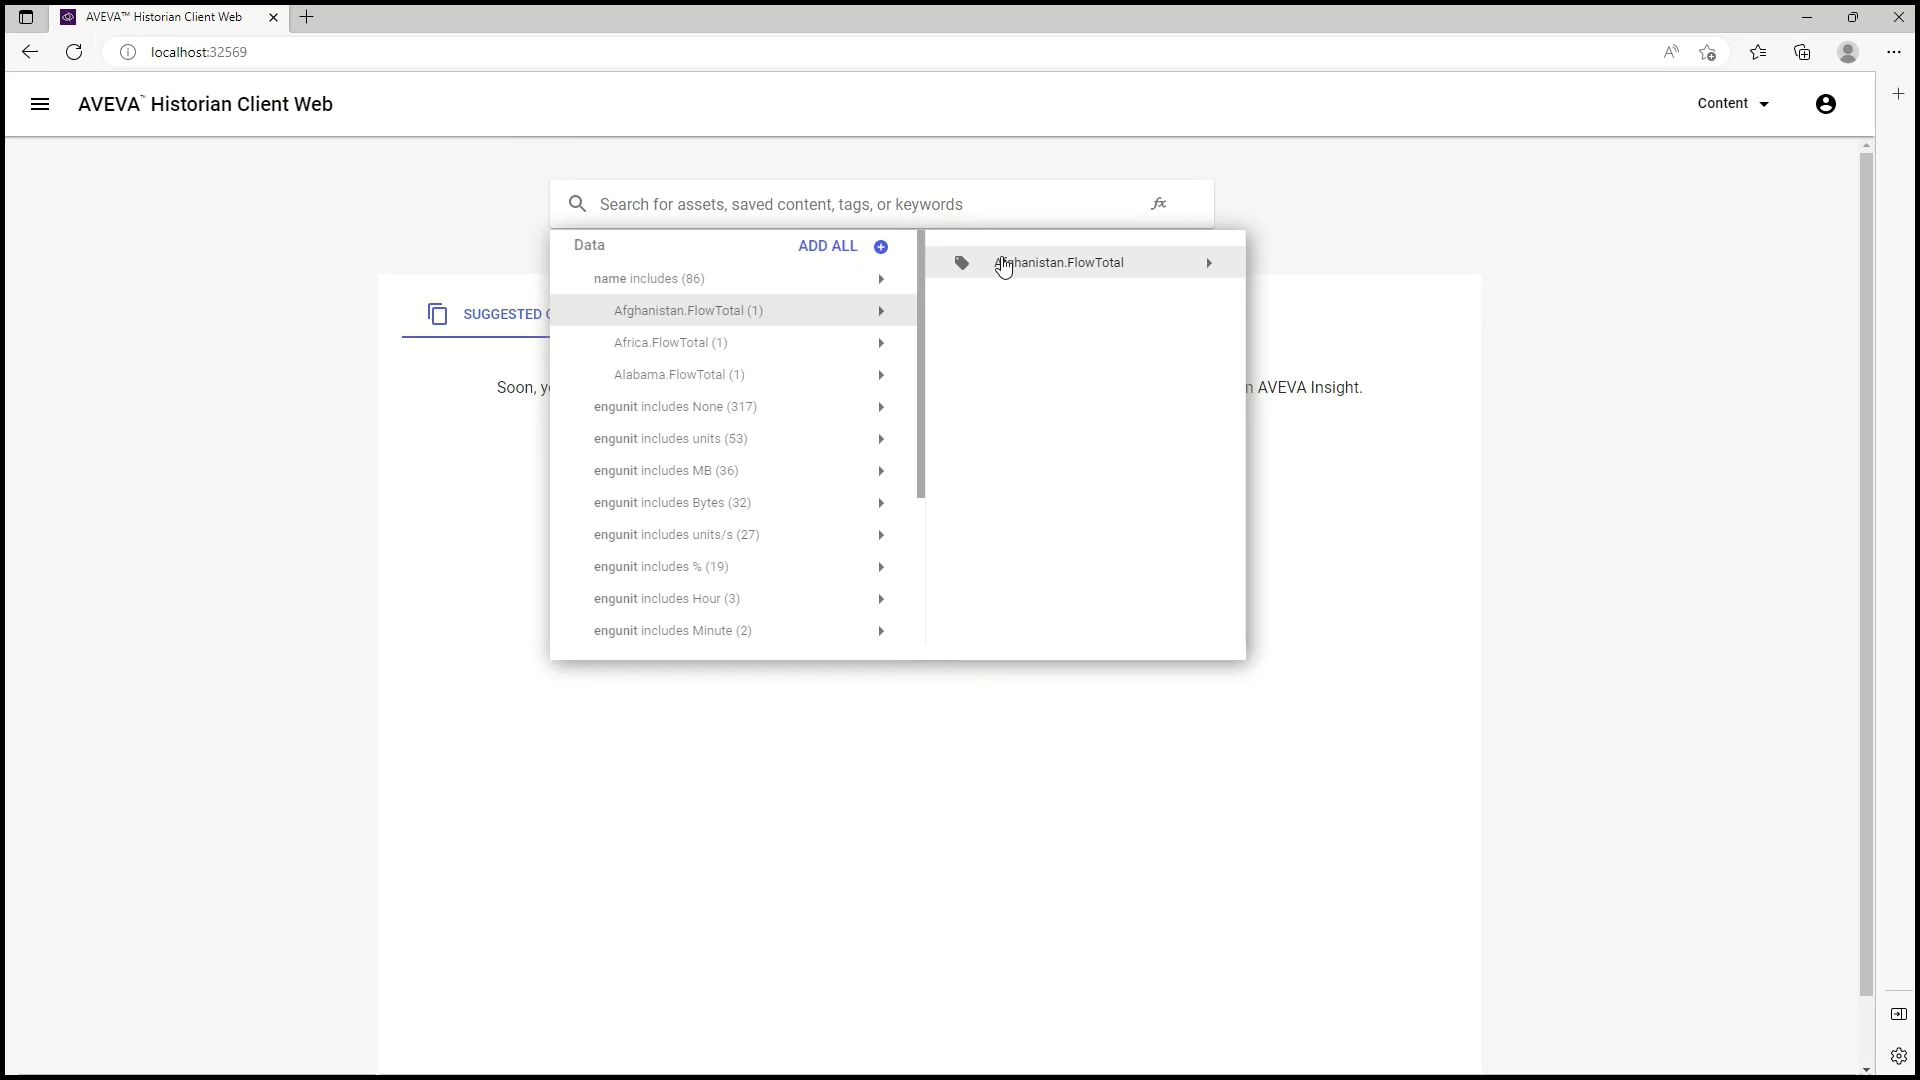 AVEVA™ Historian Client Web
localhost:32569
AVEVA™ Historian Client Web
Content
Search for assets, saved content, tags, or keywords
fx
Data
ADD ALL
name includes (86)
Afghanistan.FlowTotal (1)
Africa.FlowTotal (1)
Alabama.FlowTotal (1)
engunit includes None (317)
engunit includes units (53)
engunit includes MB (36)
engunit includes Bytes (32)
engunit includes units/s (27)
engunit includes % (19)
engunit includes Hour (3)
engunit includes Minute (2)
Afghanistan.FlowTotal
SUGGESTED
Soon,
AVEVA Insight.